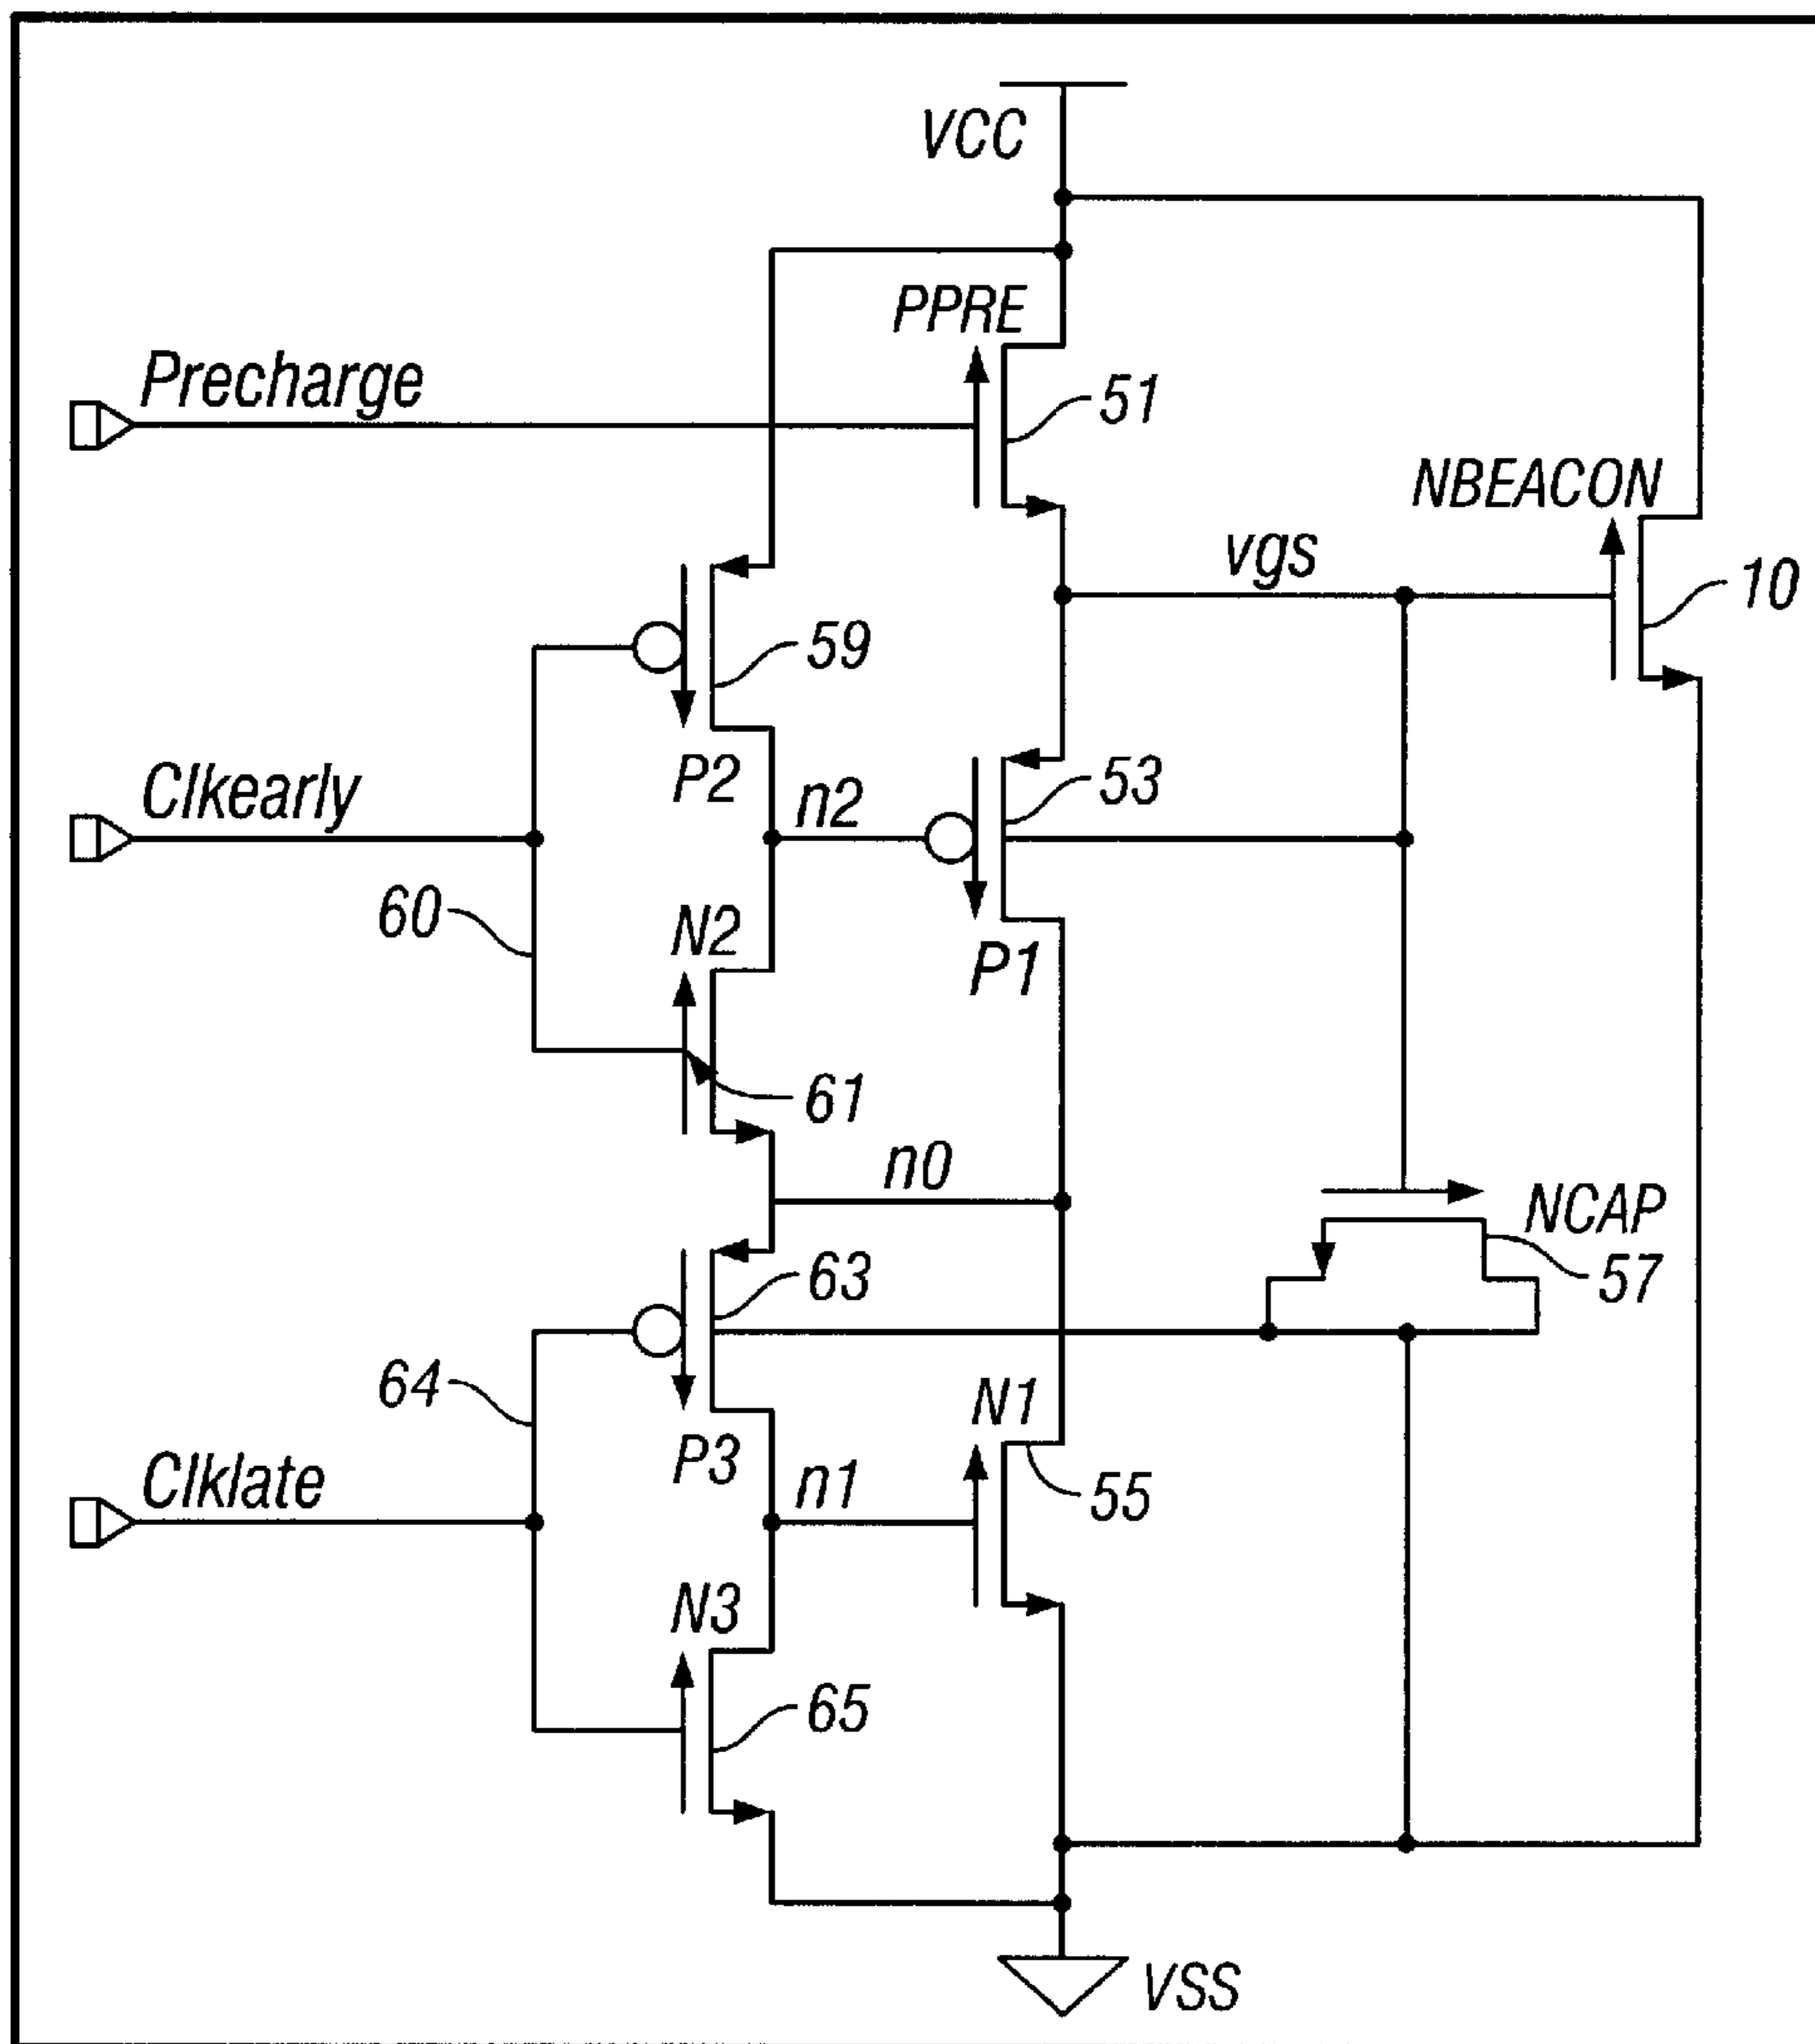 VCC
PPRE
Precharge
51
NBEACON
vgs
10
59
P2
Clkearly
n2
53
60
N2
P1
61
n0
NCAP
57
63
64
N1
P3
Clklate
n1
55
N3
65
VSS